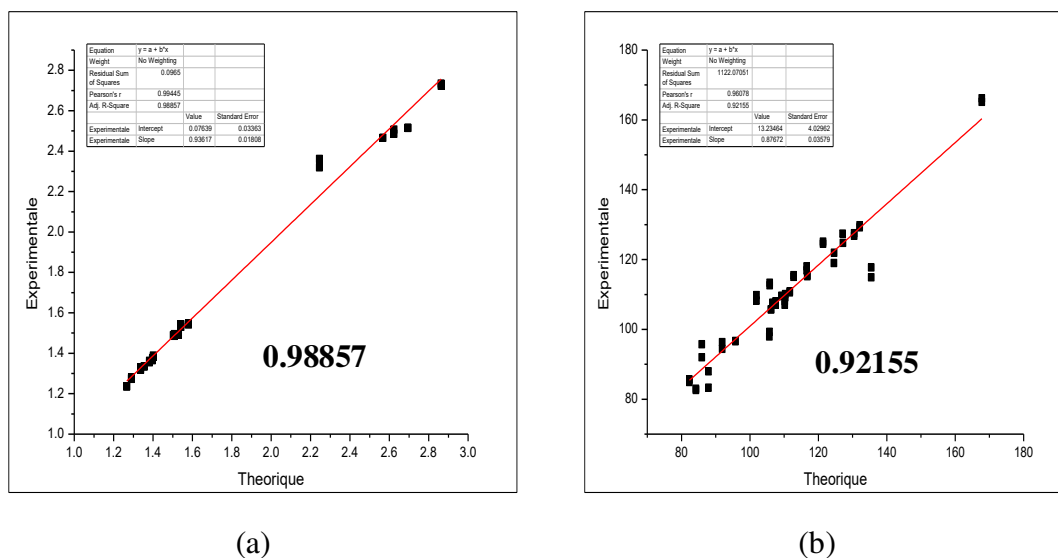 Equation y = a + b*x
Weight No Weighting
Residual Sum of Squares 0.0965
Pearson's r 0.99445
Adj. R-Square 0.98857
Value Standard Error
Experimentale Intercept 0.07639 0.03363
Experimentale Slope 0.93617 0.01808
2.8
2.6
2.4
2.2
2.0
1.8
1.6
1.4
1.2
1.0
Experimentale
0.98857
1.0 1.2 1.4 1.6 1.8 2.0 2.2 2.4 2.6 2.8 3.0
Theorique
(a)
Equation y = a + b*x
Weight No Weighting
Residual Sum of Squares 1122.07051
Pearson's r 0.96078
Adj. R-Square 0.92155
Value Standard Error
Experimentale Intercept 13.23464 4.02962
Experimentale Slope 0.87672 0.03579
180
160
140
120
100
80
Experimentale
0.92155
80 100 120 140 160 180
Theorique
(b)